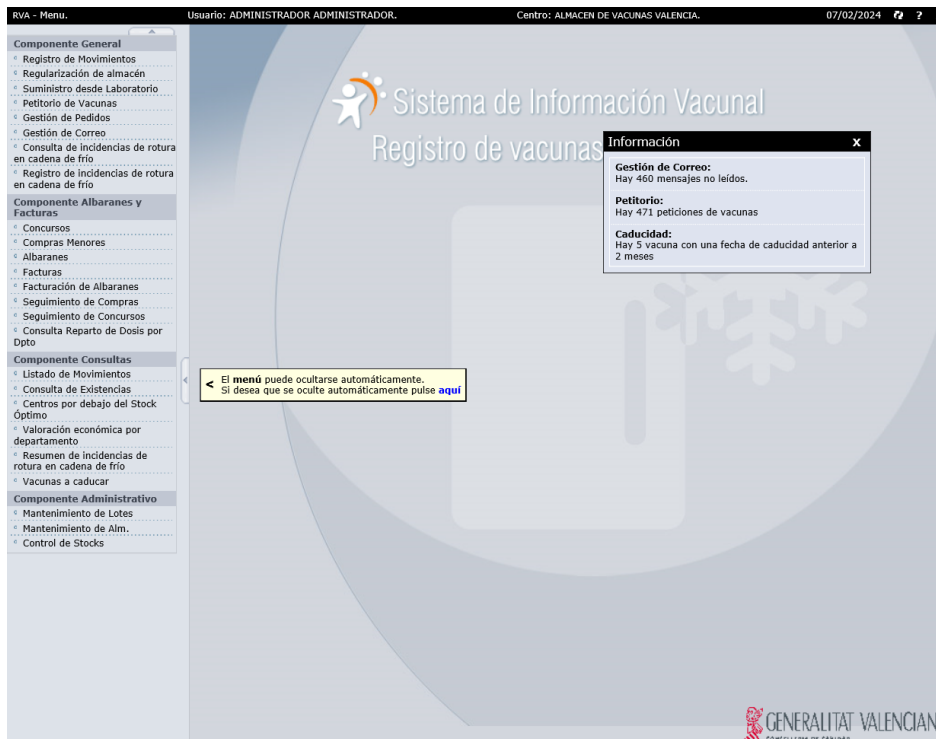 RVA - Menu. Usuario: ADMINISTRADOR ADMINISTRADOR. Centro: ALMACEN DE VACUNAS VALENCIA. 07/02/2024 ?
Componente General
Registro de Movimientos
Regularización de almacén
Suministro desde Laboratorio
Petitorio de Vacunas
Gestión de Pedidos
Gestión de Correo
Consulta de incidencias de rotura
en cadena de frío
Registro de incidencias de rotura
en cadena de frío
Componente Albaranes y
Facturas
Concursos
Compras Menores
Albaranes
Facturas
Facturación de Albaranes
Seguimiento de Compras
Seguimiento de Concursos
Consulta Reparto de Dosis por
Dpto
Componente Consultas
Listado de Movimientos
Consulta de Existencias
Centros por debajo del Stock
Óptimo
Valoración económica por
departamento
Resumen de incidencias de
rotura en cadena de frío
Vacunas a caducar
Componente Administrativo
Mantenimiento de Lotes
Mantenimiento de Alm.
Control de Stocks
Sistema de Información Vacunal
Registro de vacunas
Información x
Gestión de Correo:
Hay 460 mensajes no leídos.
Petitorio:
Hay 471 peticiones de vacunas
Caducidad:
Hay 5 vacuna con una fecha de caducidad anterior a
2 meses
< El menú puede ocultarse automáticamente.
Si desea que se oculte automáticamente pulse aquí
GENERALITAT VALENCIAN